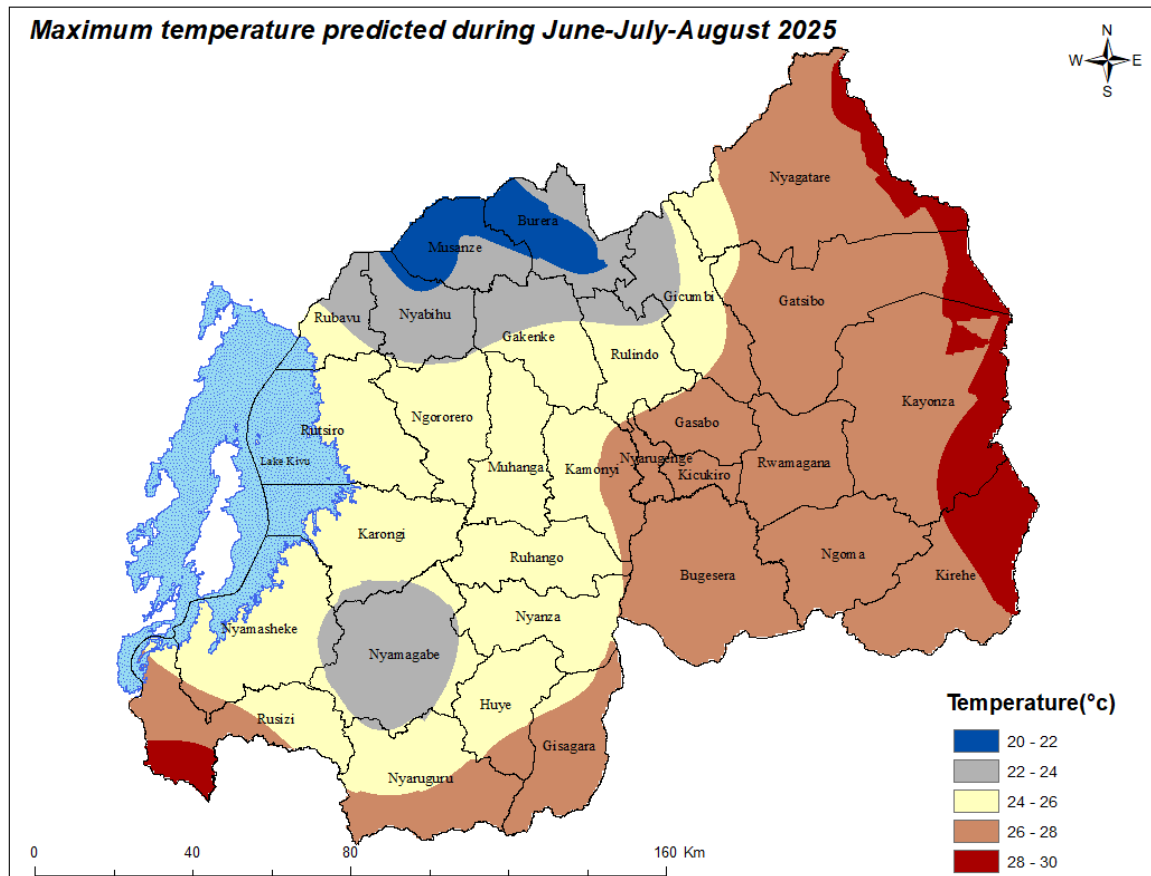 Maximum temperature predicted during June-July-August 2025
N
W E
S
Nyagatare
Burera
Musanze
Gicumbi
Gatsibo
Rubavu
Nyabihu
Gakenke
Rulindo
Kayonza
Gasabo
Ngororero
Rutsiro
Nyarugenge
Lake Kivu
Muhanga
Kamonyi
Kicukiro
Rwamagana
Karongi
Ruhango
Ngoma
Bugesera
Kirehe
Nyanza
Nyamasheke
Nyamagabe
Huye
Rusizi
Gisagara
Nyaruguru
Temperature(°c)
20 - 22
22 - 24
24 - 26
26 - 28
28 - 30
0 40 80 160 Km